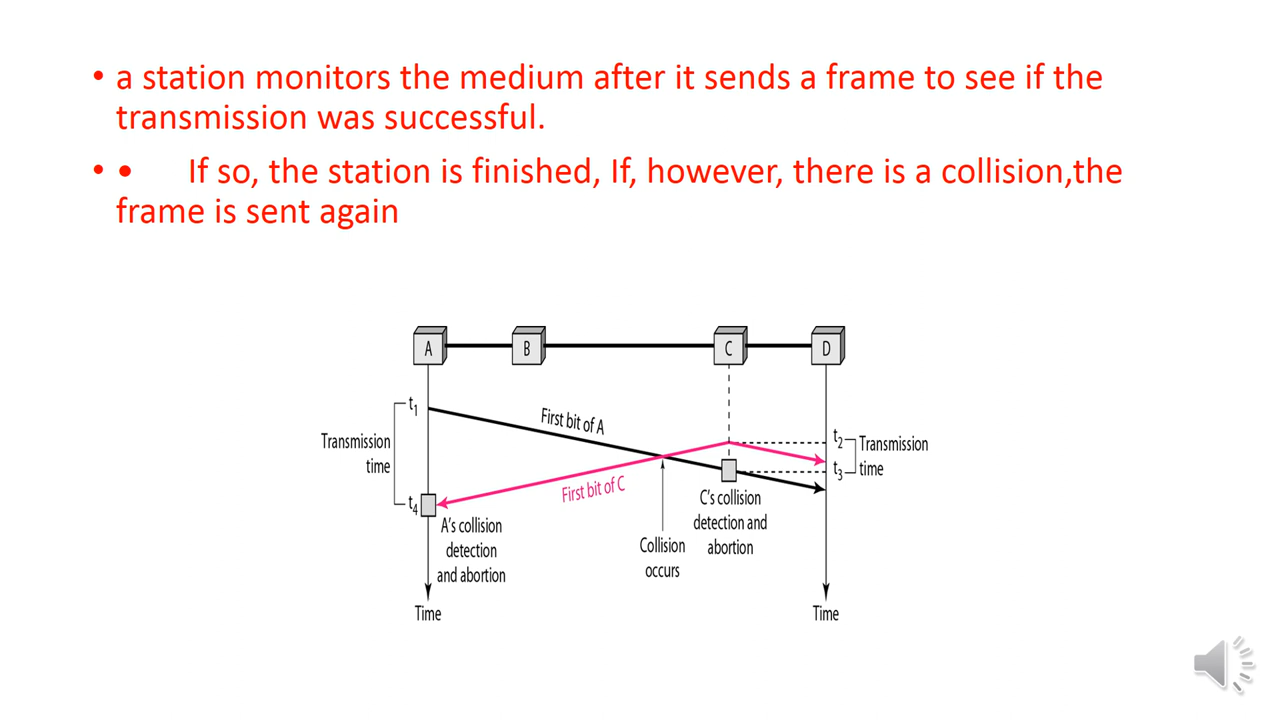 • a station monitors the medium after it sends a frame to see if the
transmission was successful.
• • If so, the station is finished, If, however, there is a collision,the
frame is sent again
A B C D
t1
First bit of A
Transmission
time
t2
Transmission
t3
time
First bit of C
t4
C's collision
detection and
abortion
A's collision
detection
and abortion
Collision
occurs
Time
Time